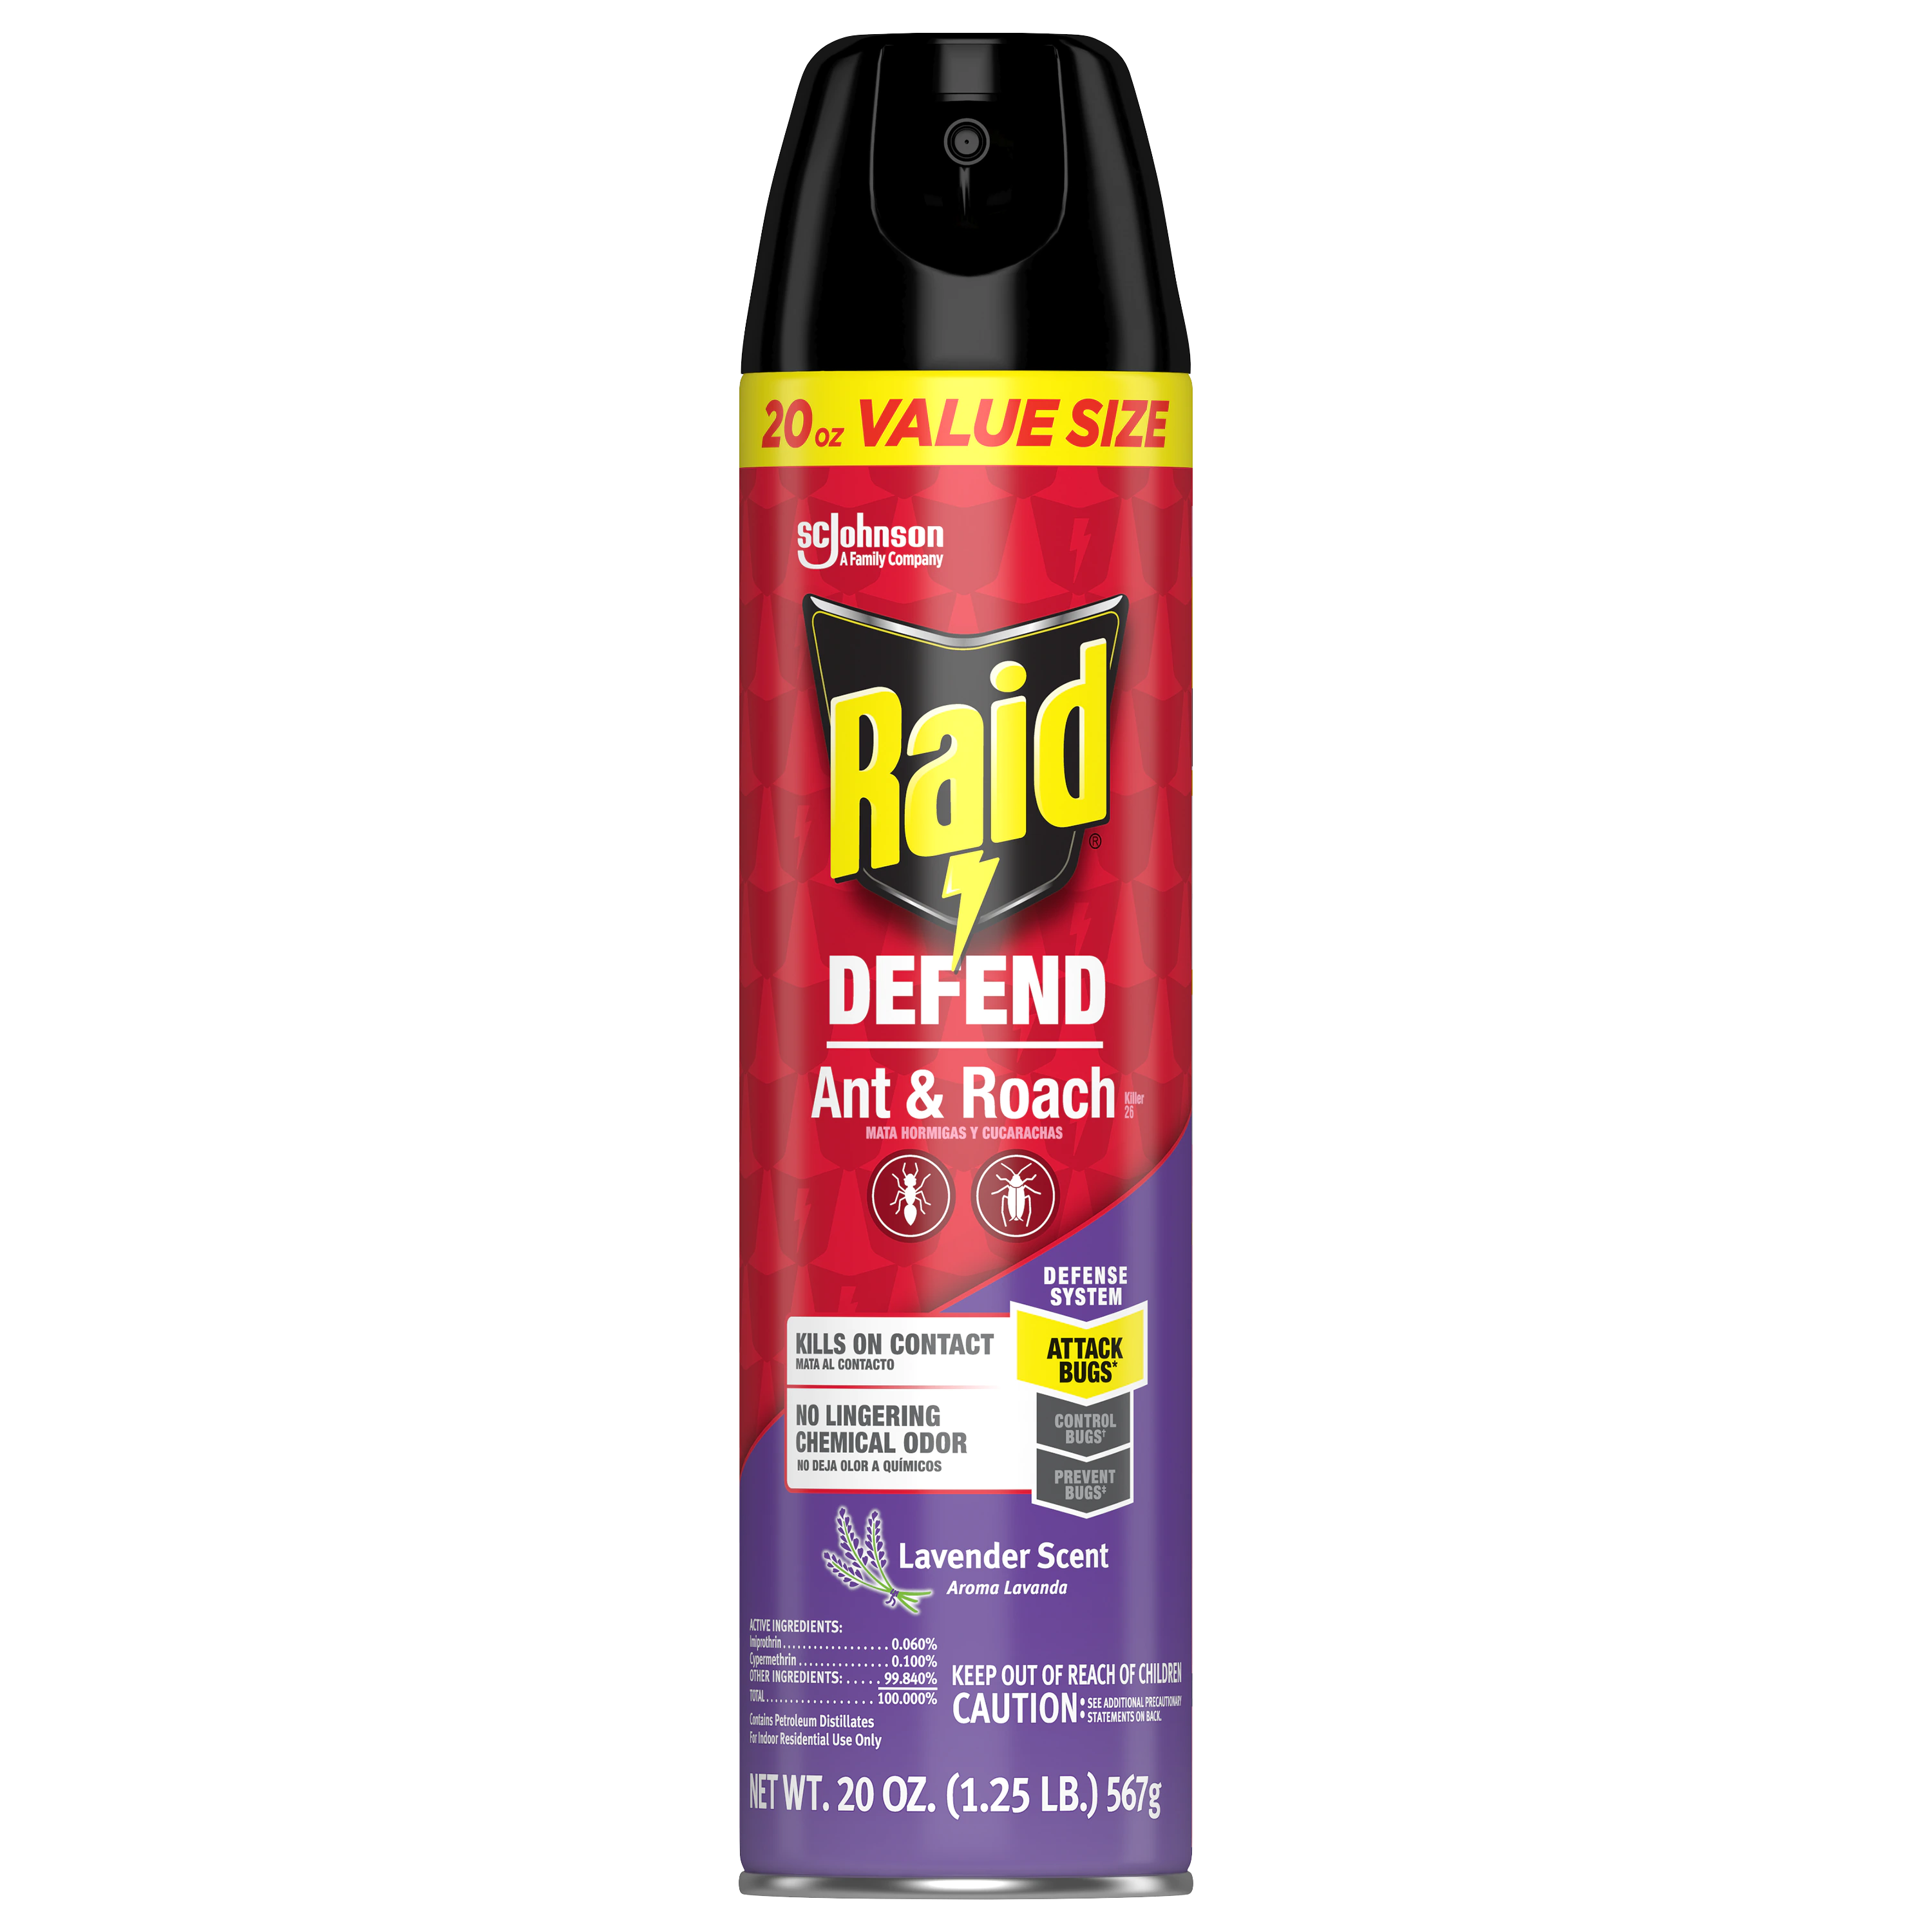 20 oz VALUE SIZE
SC Johnson
A Family Company
Raid®
DEFEND
Ant & Roach Killer 26
MATA HORMIGAS Y CUCARACHAS
DEFENSE
SYSTEM
ATTACK
BUGS*
CONTROL
BUGS†
PREVENT
BUGS‡
KILLS ON CONTACT
MATA AL CONTACTO
NO LINGERING
CHEMICAL ODOR
NO DEJA OLOR A QUÍMICOS
Lavender Scent
Aroma Lavanda
ACTIVE INGREDIENTS:
Imiprothrin.................... 0.060%
Cypermethrin ................ 0.100%
OTHER INGREDIENTS: ..... 99.840%
TOTAL...................... 100.000%
Contains Petroleum Distillates
For Indoor Residential Use Only
KEEP OUT OF REACH OF CHILDREN
CAUTION: SEE ADDITIONAL PRECAUTIONARY
STATEMENTS ON BACK.
NET WT. 20 OZ. (1.25 LB.) 567g